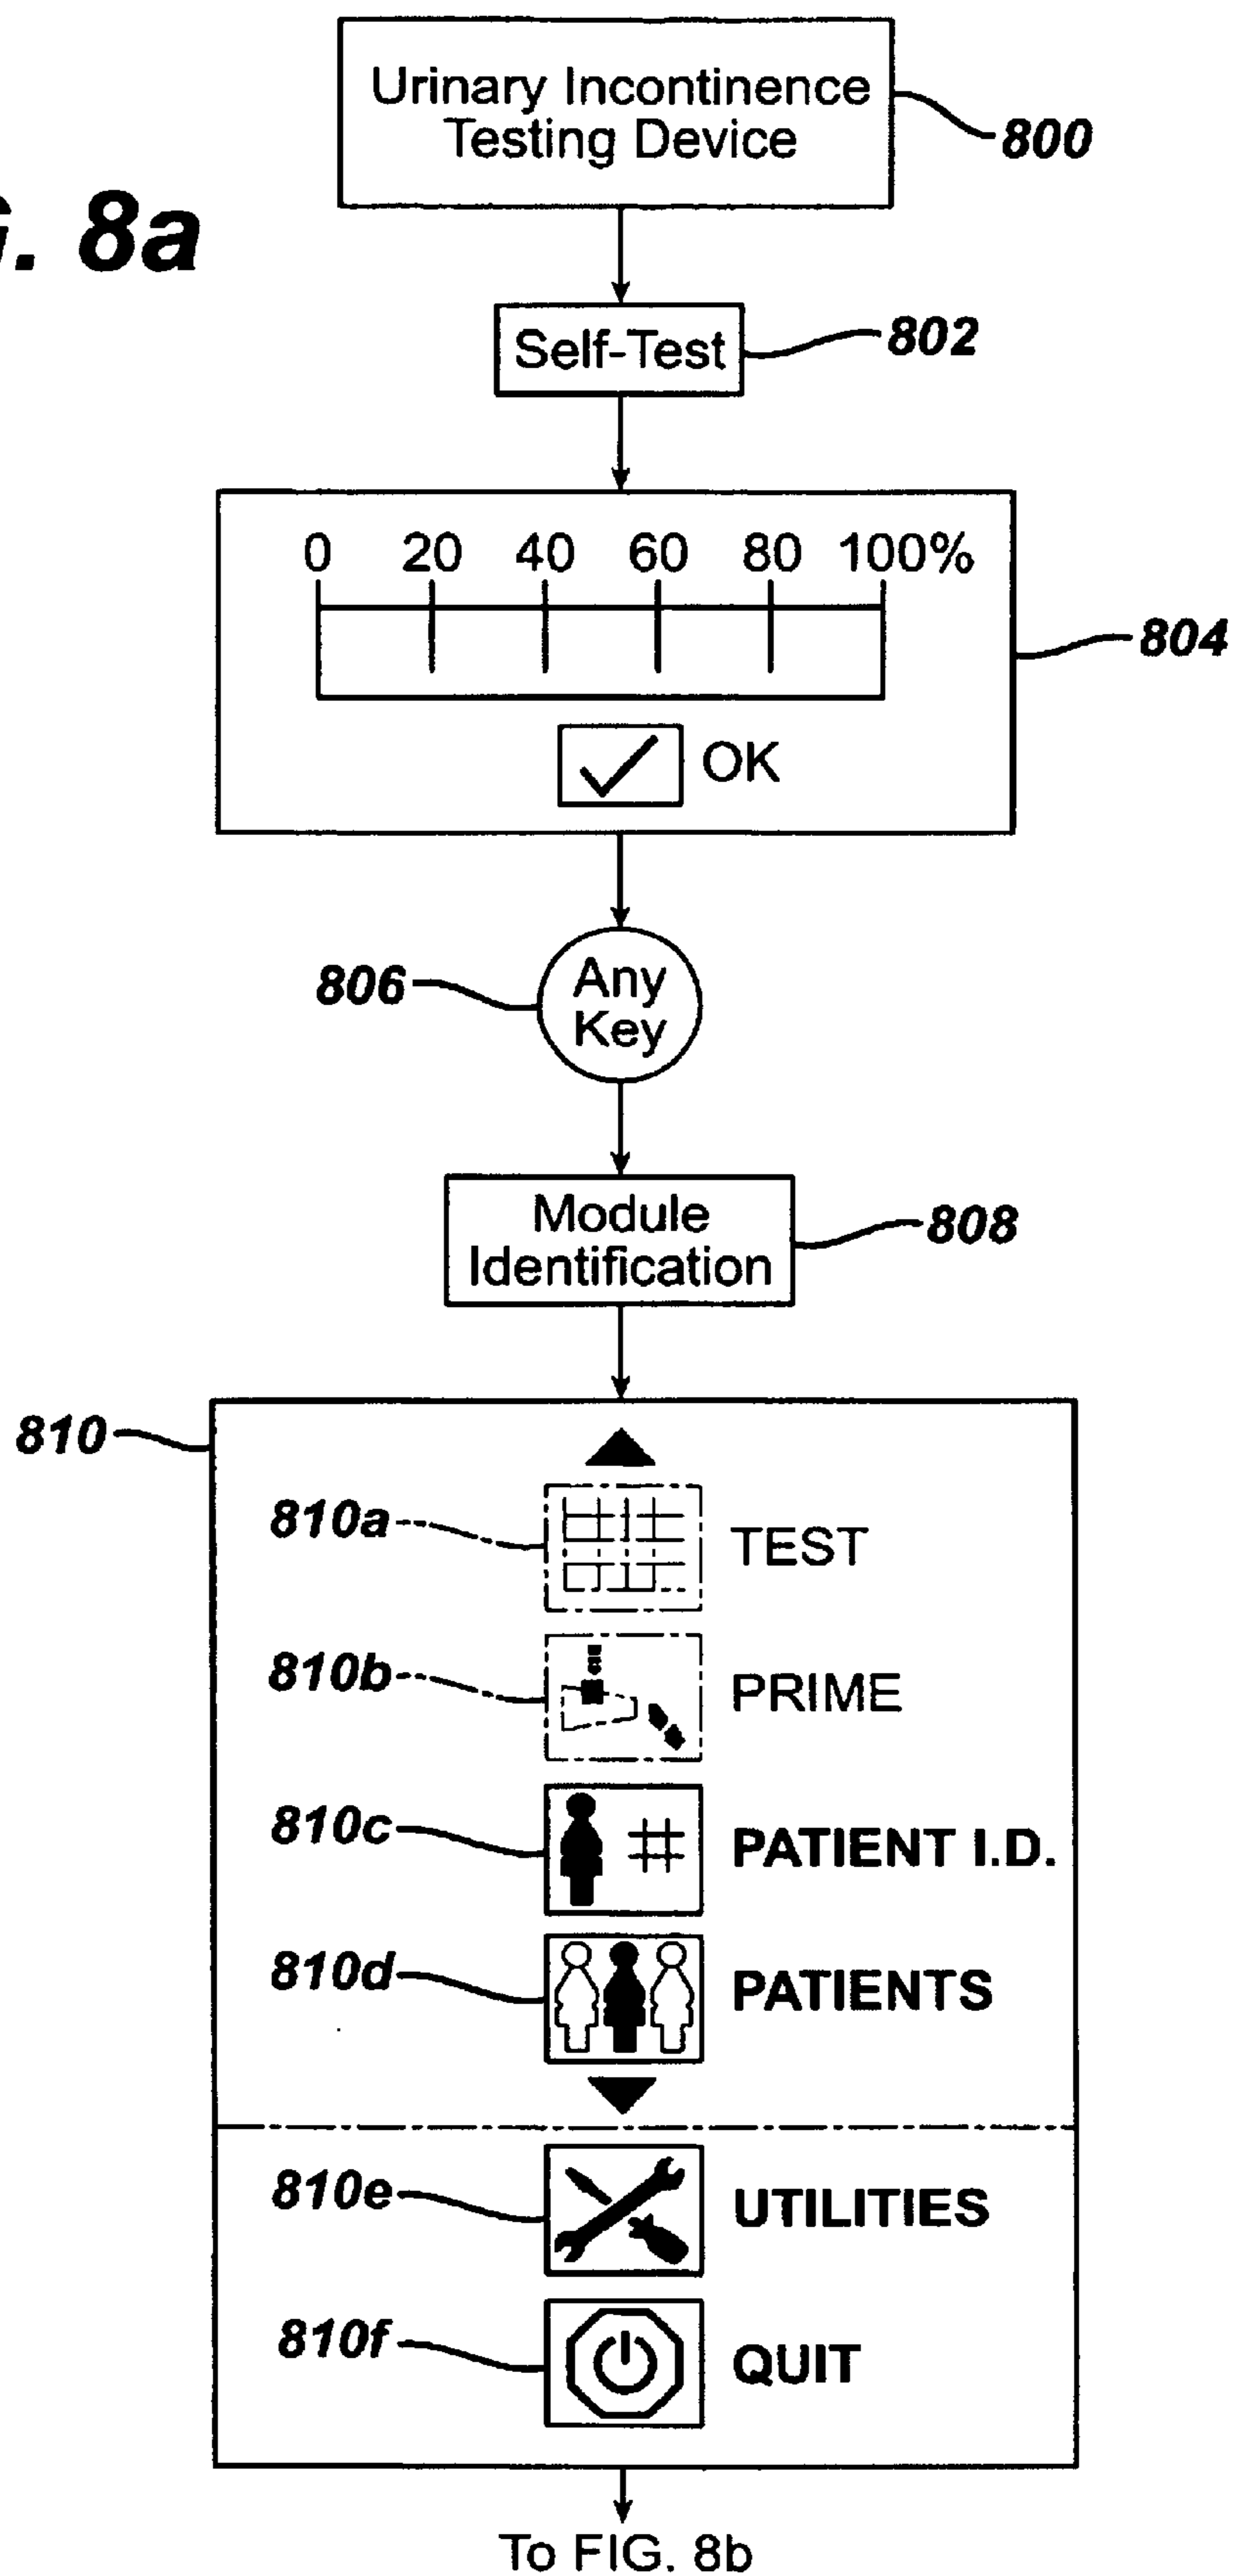 Urinary Incontinence
Testing Device
800
G. 8a
Self-Test
802
0 20 40 60 80 100%
804
OK
806
Any
Key
Module
Identification
808
810
810a
TEST
810b
PRIME
810c
PATIENT I.D.
810d
PATIENTS
810e
UTILITIES
810f
QUIT
To FIG. 8b